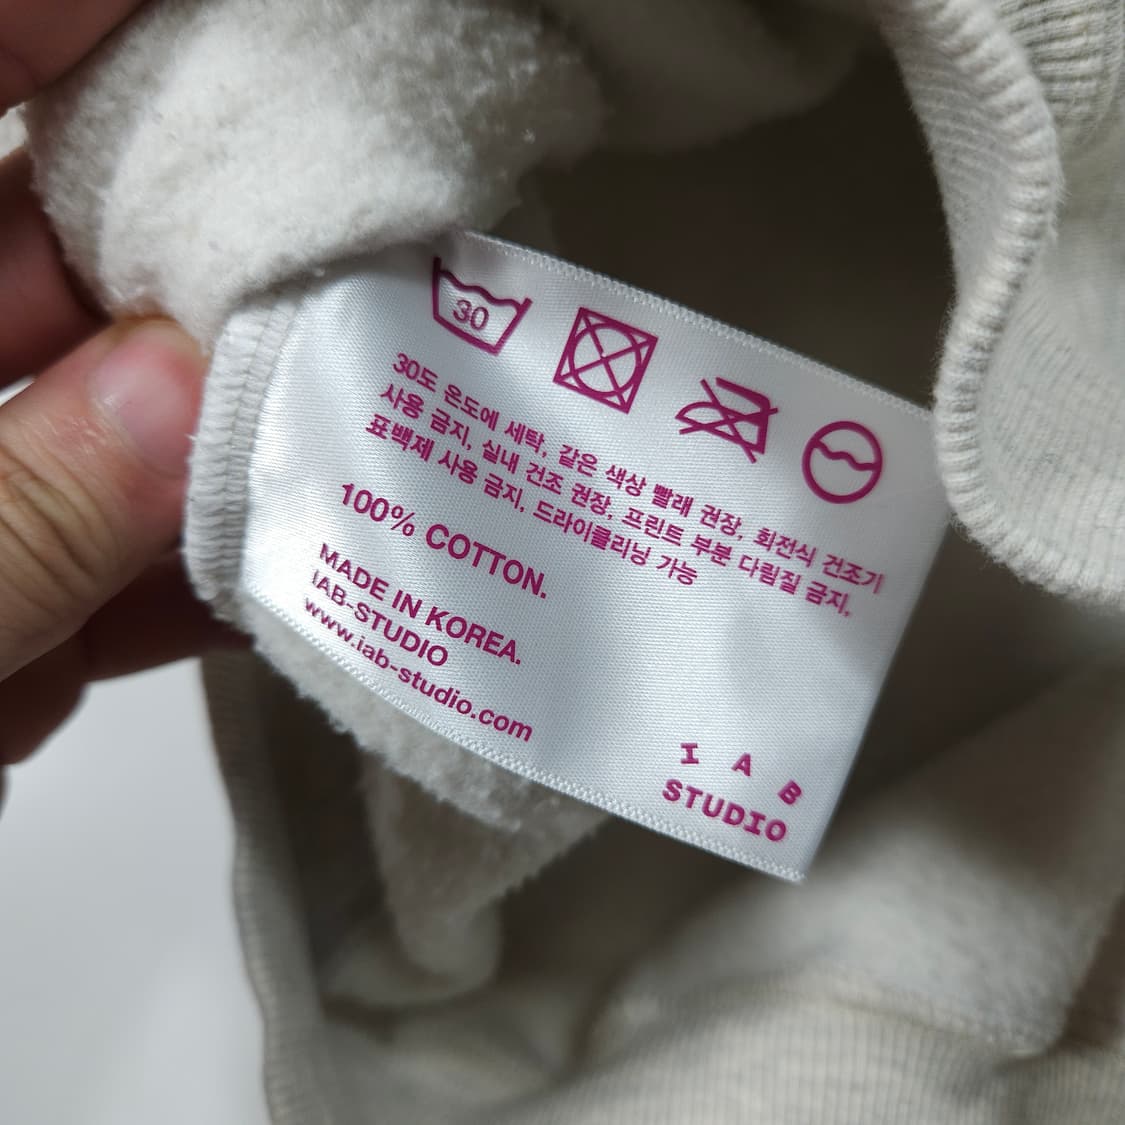 30
30도 온도에 세탁, 같은 색상 빨래 권장, 회전식 건조기
사용 금지, 실내 건조 권장, 프린트 부분 다림질 금지,
표백제 사용 금지, 드라이클리닝 가능
100% COTTON.
MADE IN KOREA.
IAB-STUDIO
www.iab-studio.com
I A B
STUDIO